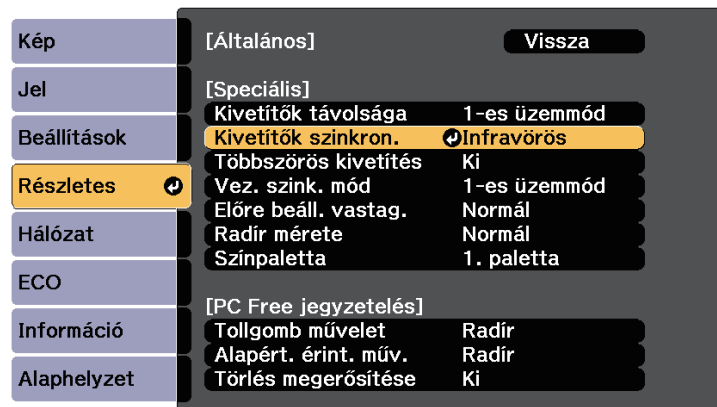 Kép
Jel
Beállítások
Részletes
Hálózat
ECO
Információ
Alaphelyzet
[Általános] Vissza
[Speciális]
Kivetítők távolsága 1-es üzemmód
Kivetítők szinkron. Infravörös
Többszörös kivetítés Ki
Vez. szink. mód 1-es üzemmód
Előre beáll. vastag. Normál
Radír mérete Normál
Színpaletta 1. paletta
[PC Free jegyzetelés]
Tollgomb művelet Radír
Alapért. érint. műv. Radír
Törlés megerősítése Ki